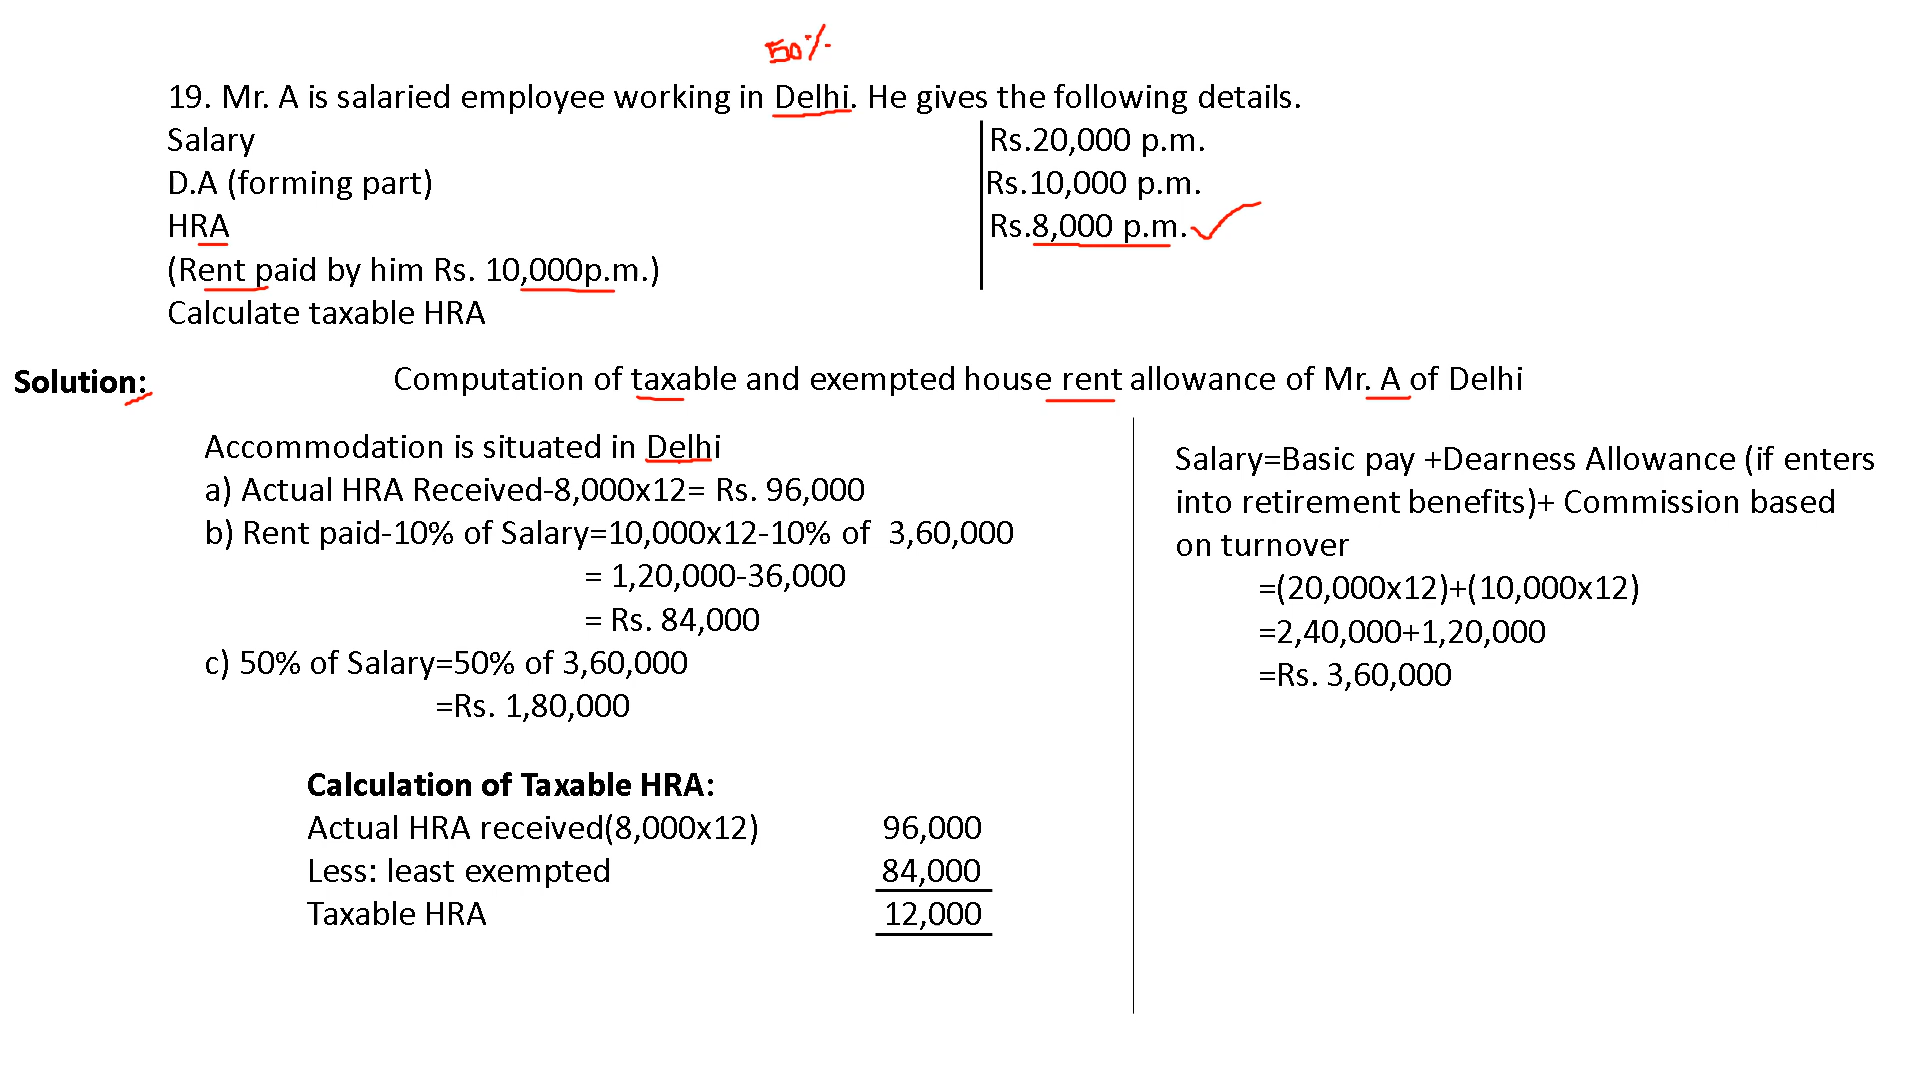 50%
19. Mr. A is salaried employee working in Delhi. He gives the following details.
Salary Rs.20,000 p.m.
D.A (forming part) Rs.10,000 p.m.
HRA Rs.8,000 p.m.
(Rent paid by him Rs. 10,000p.m.)
Calculate taxable HRA
Solution: Computation of taxable and exempted house rent allowance of Mr. A of Delhi
Accommodation is situated in Delhi
a) Actual HRA Received-8,000x12= Rs. 96,000
b) Rent paid-10% of Salary=10,000x12-10% of 3,60,000
= 1,20,000-36,000
= Rs. 84,000
c) 50% of Salary=50% of 3,60,000
=Rs. 1,80,000
Calculation of Taxable HRA:
Actual HRA received(8,000x12) 96,000
Less: least exempted 84,000
Taxable HRA 12,000
Salary=Basic pay +Dearness Allowance (if enters
into retirement benefits)+ Commission based
on turnover
=(20,000x12)+(10,000x12)
=2,40,000+1,20,000
=Rs. 3,60,000